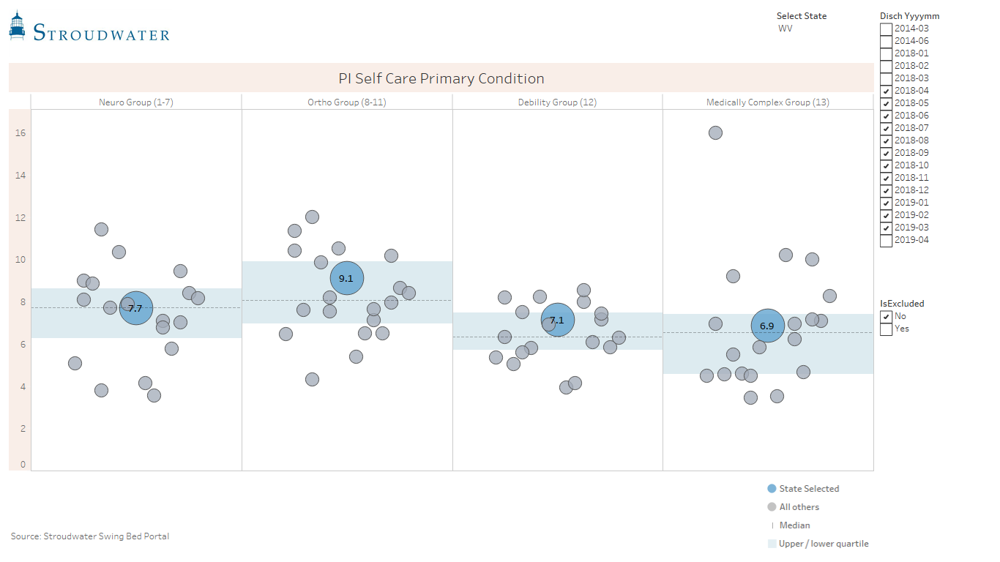 STROUDWATER
Select State
WV
Disch Yyyymm
2014-03
2014-06
2018-01
2018-02
2018-03
2018-04
2018-05
2018-06
2018-07
2018-08
2018-09
2018-10
2018-11
2018-12
2019-01
2019-02
2019-03
2019-04
PI Self Care Primary Condition
Neuro Group (1-7)
Ortho Group (8-11)
Debility Group (12)
Medically Complex Group (13)
16
14
12
10
8
6
4
2
0
7.7
9.1
7.1
6.9
IsExcluded
No
Yes
State Selected
All others
Median
Upper / lower quartile
Source: Stroudwater Swing Bed Portal